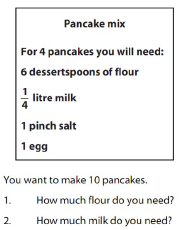 Pancake mix
For 4 pancakes you will need:
6 dessertspoons of flour
1/4 litre milk
1 pinch salt
1 egg
You want to make 10 pancakes.
1. How much flour do you need?
2. How much milk do you need?